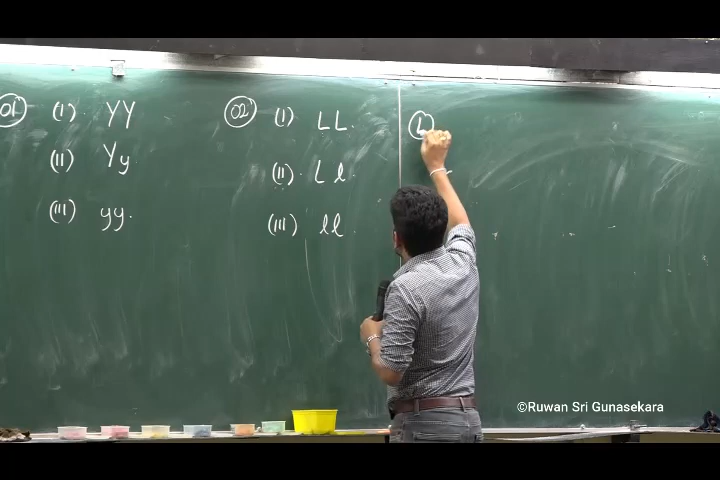 01 (i) YY
(ii) Yy
(iii) yy.
02 (i) LL.
(ii). Ll.
(iii) ll
©Ruwan Sri Gunasekara